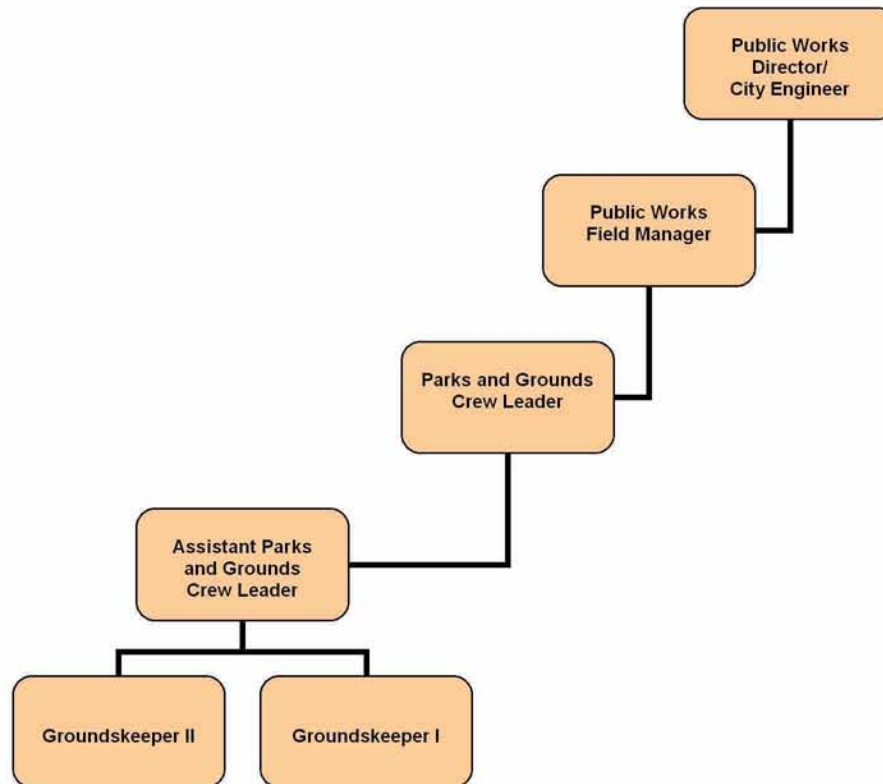 Public Works
Director/
City Engineer
Public Works
Field Manager
Parks and Grounds
Crew Leader
Assistant Parks
and Grounds
Crew Leader
Groundskeeper II
Groundskeeper I